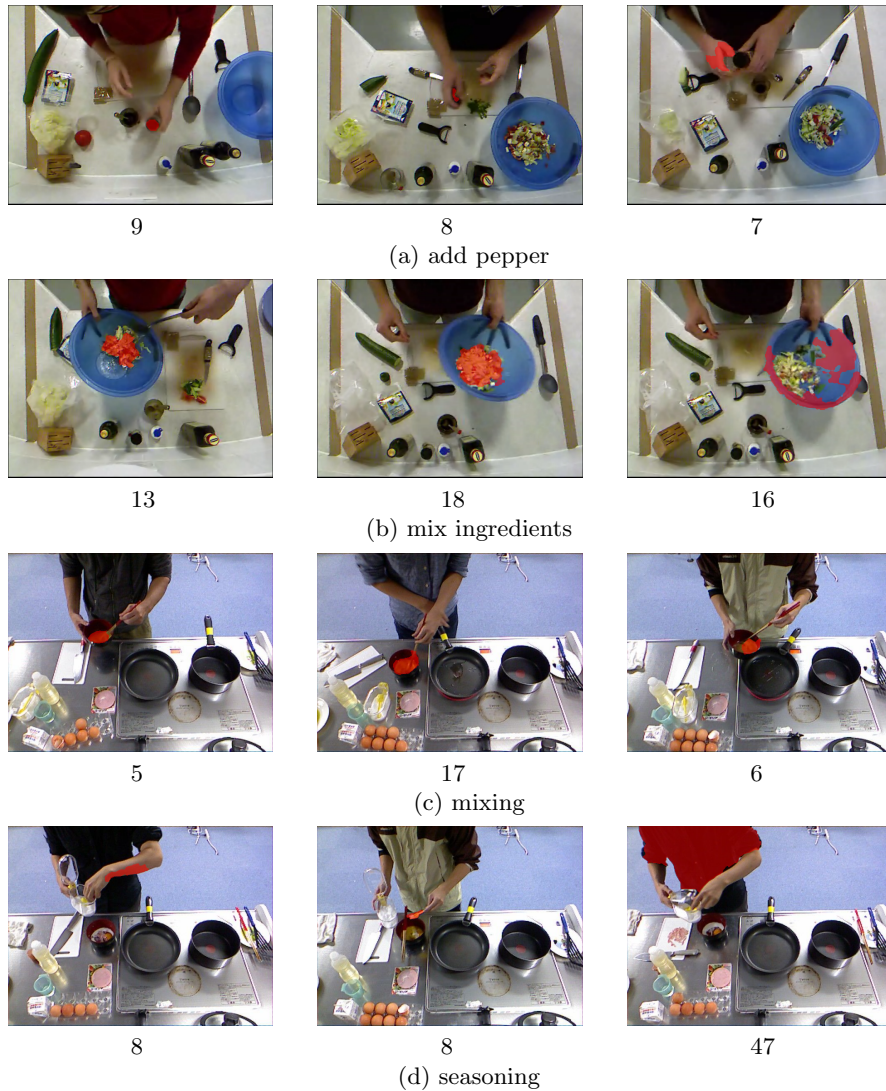 9 8 7
(a) add pepper
13 18 16
(b) mix ingredients
5 17 6
(c) mixing
8 8 47
(d) seasoning